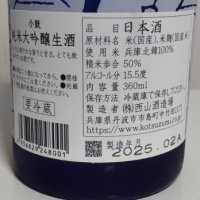 小鼓
純米大吟醸生酒
要冷蔵
4934829248001
品目 日本酒
原材料名 米(国産)、米麹(国産米)
使用米 兵庫北錦100%
精米歩合 50%
アルコール分 15.5度
内容量 360ml
保存方法 冷蔵庫で保存してください。
製造者 (株)西山酒造場
兵庫県丹波市市島町中竹田1171
https://www.kotsuzumi.co.jp
製造年月
2025.02A